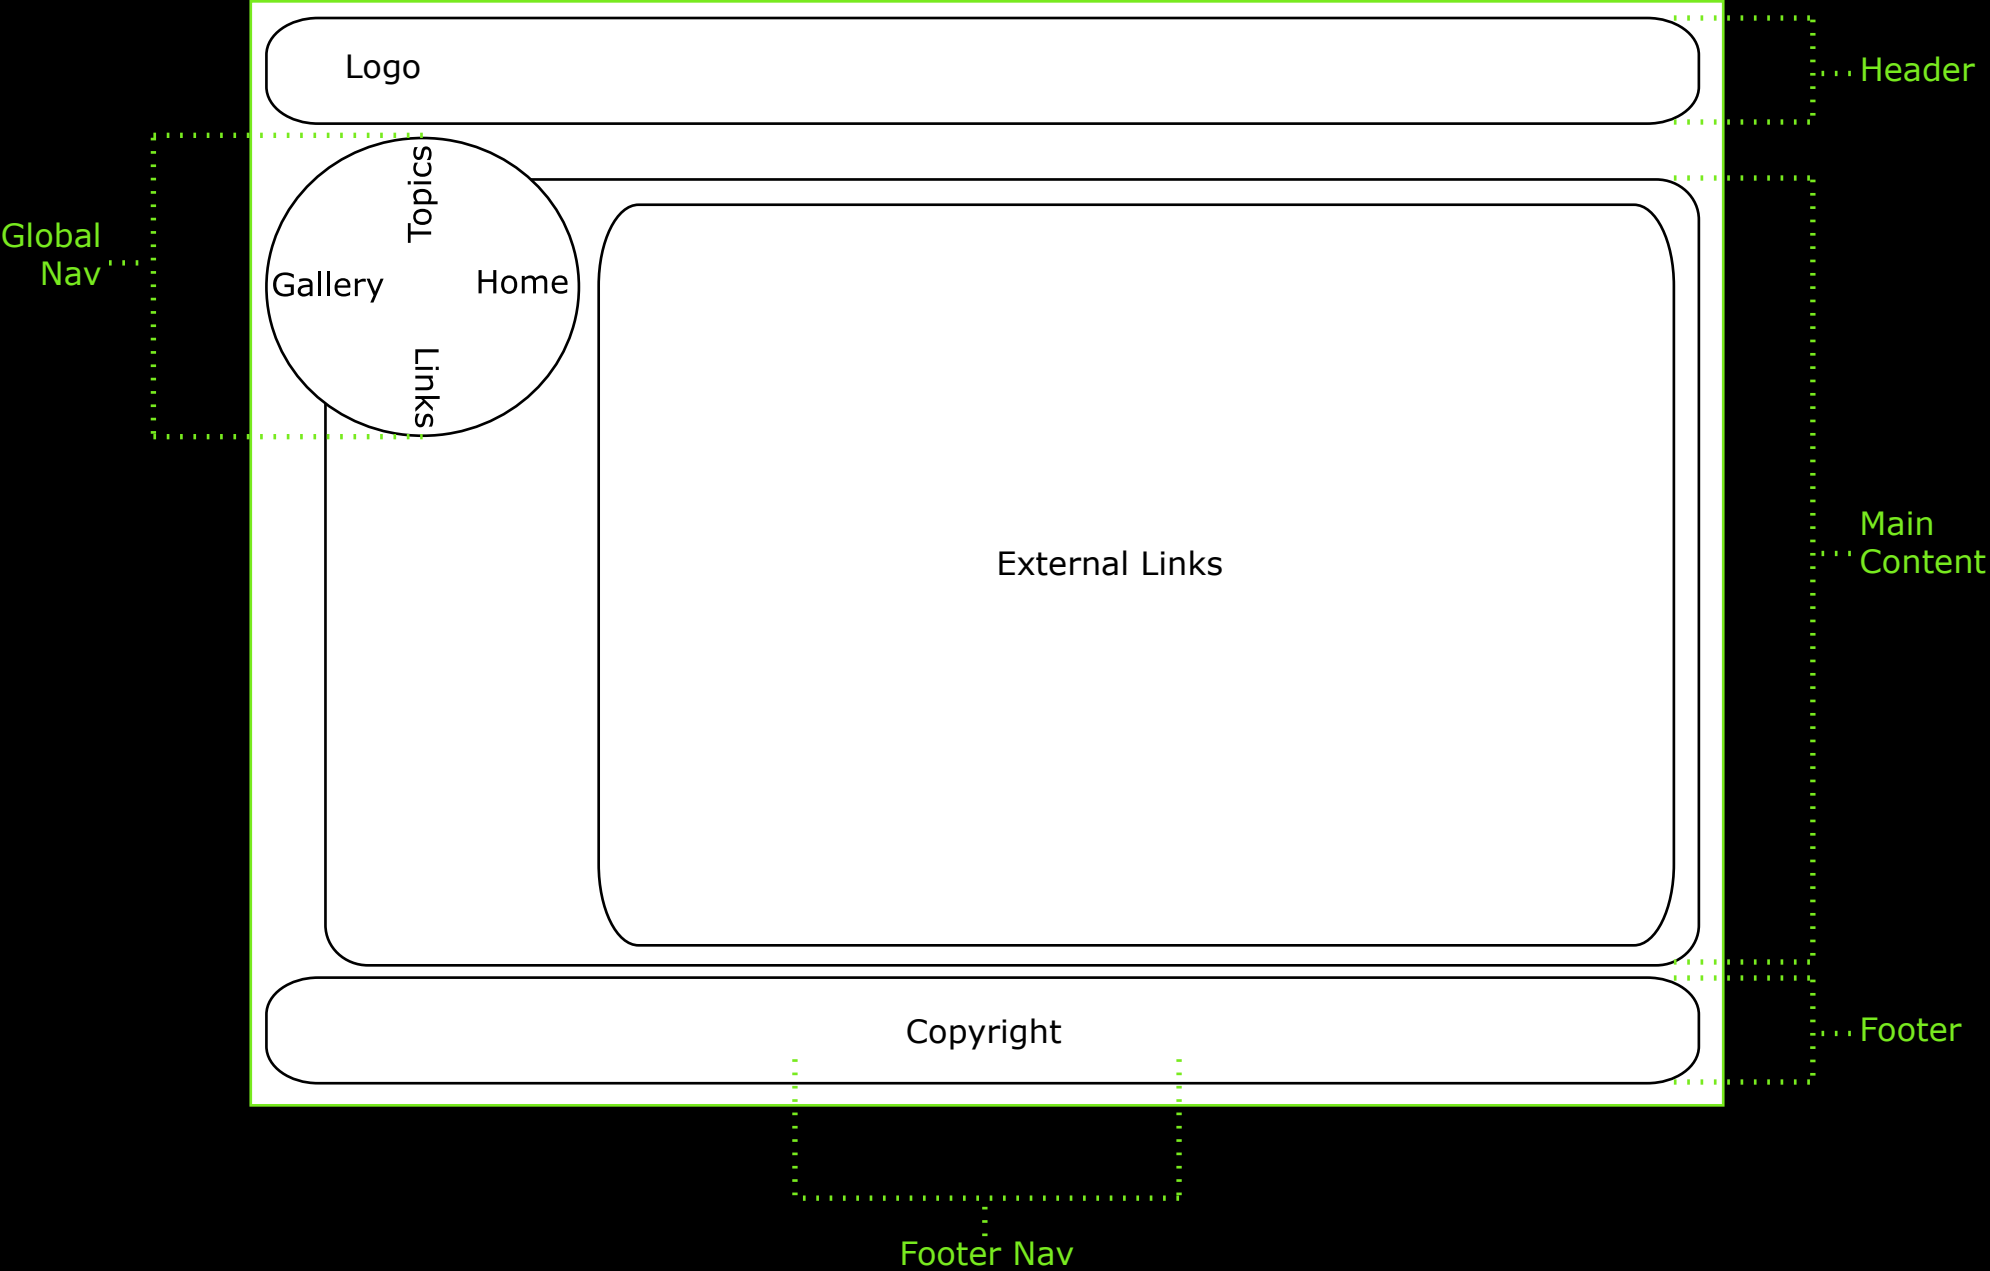 Logo
Header
Topics
Global
Nav
Gallery
Home
Links
External Links
Main
Content
Copyright
Footer
Footer Nav